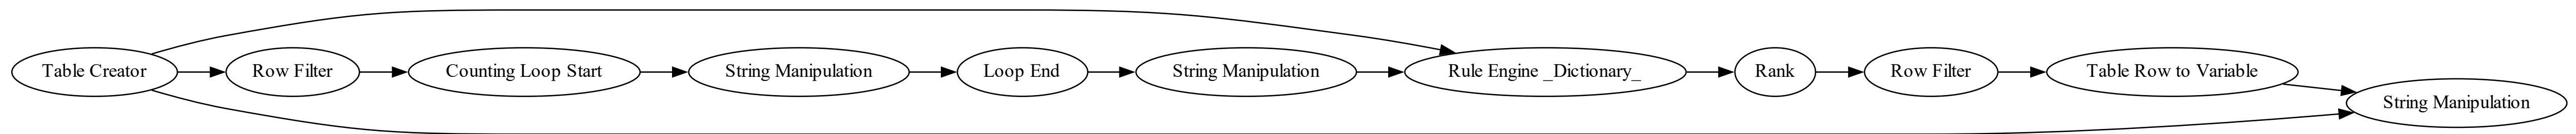 Table Creator
Row Filter
Counting Loop Start
String Manipulation
Loop End
String Manipulation
Rule Engine _Dictionary_
Rank
Row Filter
Table Row to Variable
String Manipulation